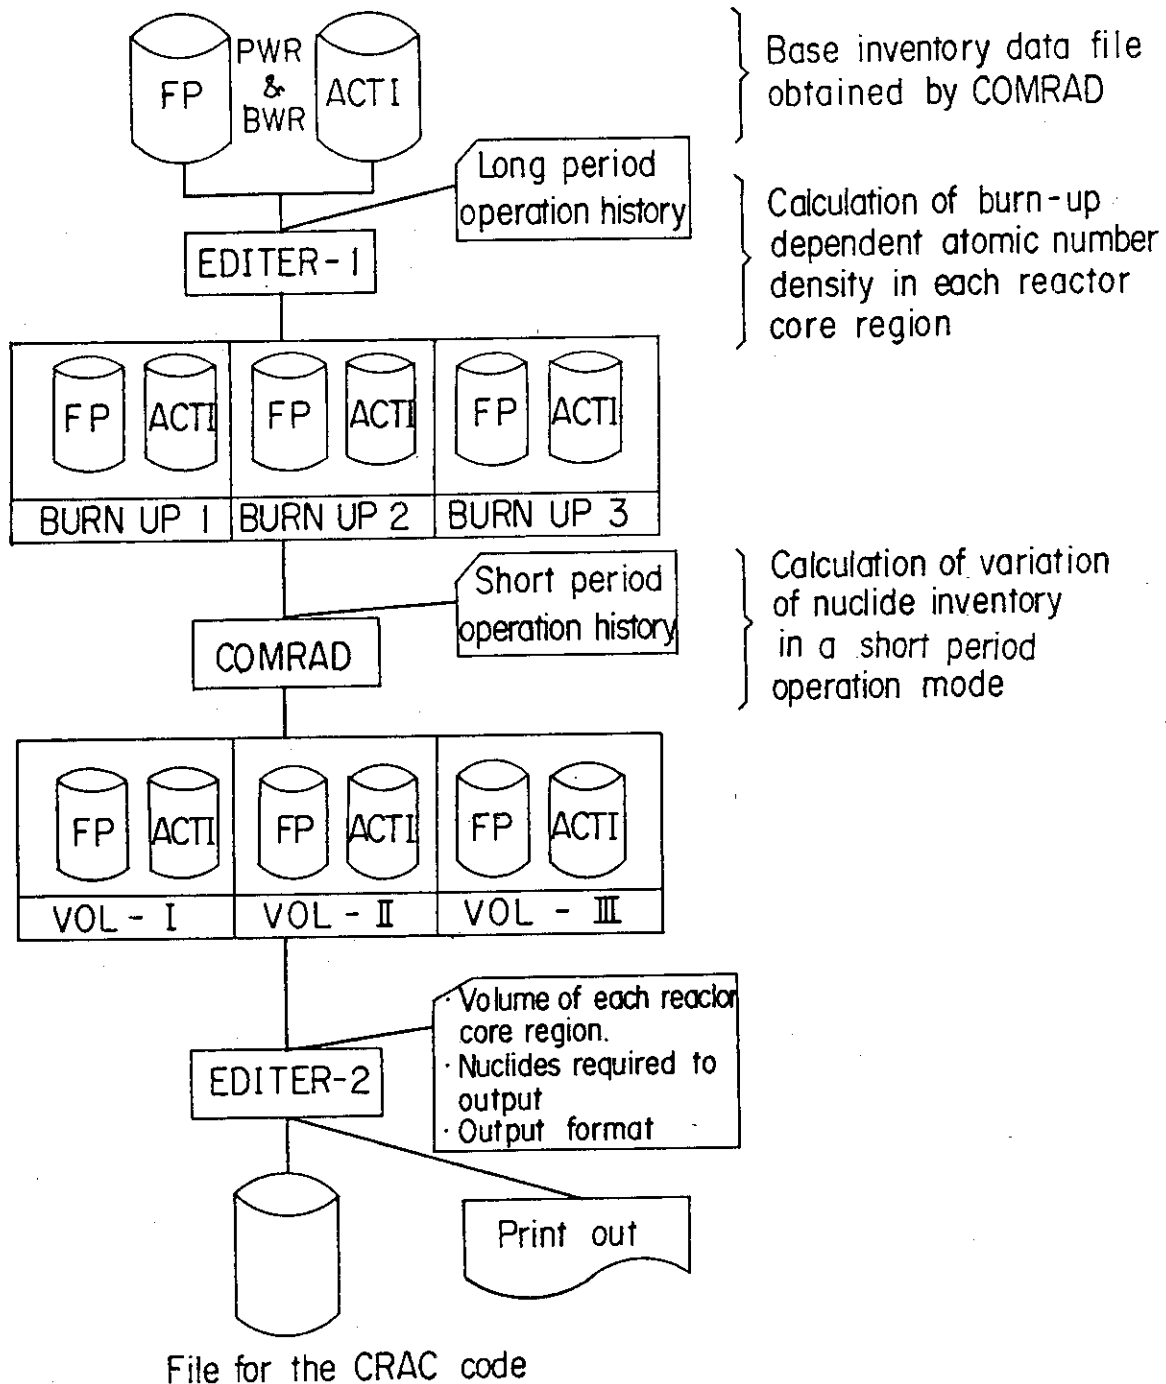 FP
PWR
&
BWR
ACTI
Base inventory data file
obtained by COMRAD
Long period
operation history
EDITER-1
Calculation of burn-up
dependent atomic number
density in each reactor
core region
FP
ACTI
FP
ACTI
FP
ACTI
BURN UP 1
BURN UP 2
BURN UP 3
Short period
operation history
COMRAD
Calculation of variation
of nuclide inventory
in a short period
operation mode
FP
ACTI
FP
ACTI
FP
ACTI
VOL - I
VOL - II
VOL - III
· Volume of each reactor
core region.
· Nuclides required to
output
· Output format
EDITER-2
Print out
File for the CRAC code